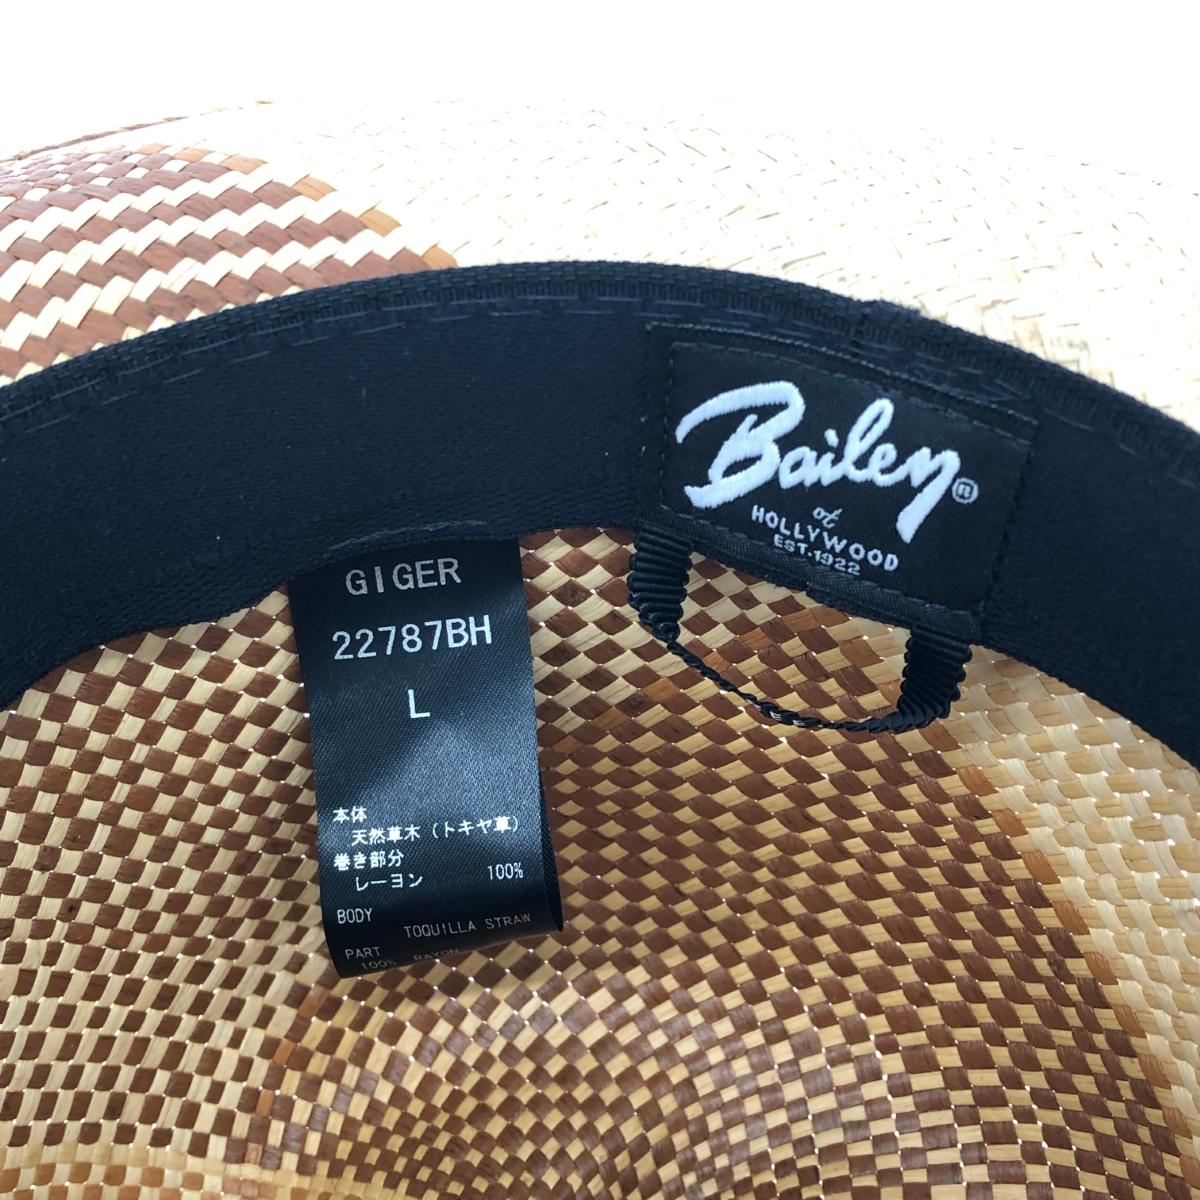 Bailey®
of
HOLLYWOOD
EST.1922
GIGER
22787BH
L
本体
天然草木（トキヤ草）
巻き部分
レーヨン 100%
BODY
TOQUILLA STRAW
PART
100% RAYON